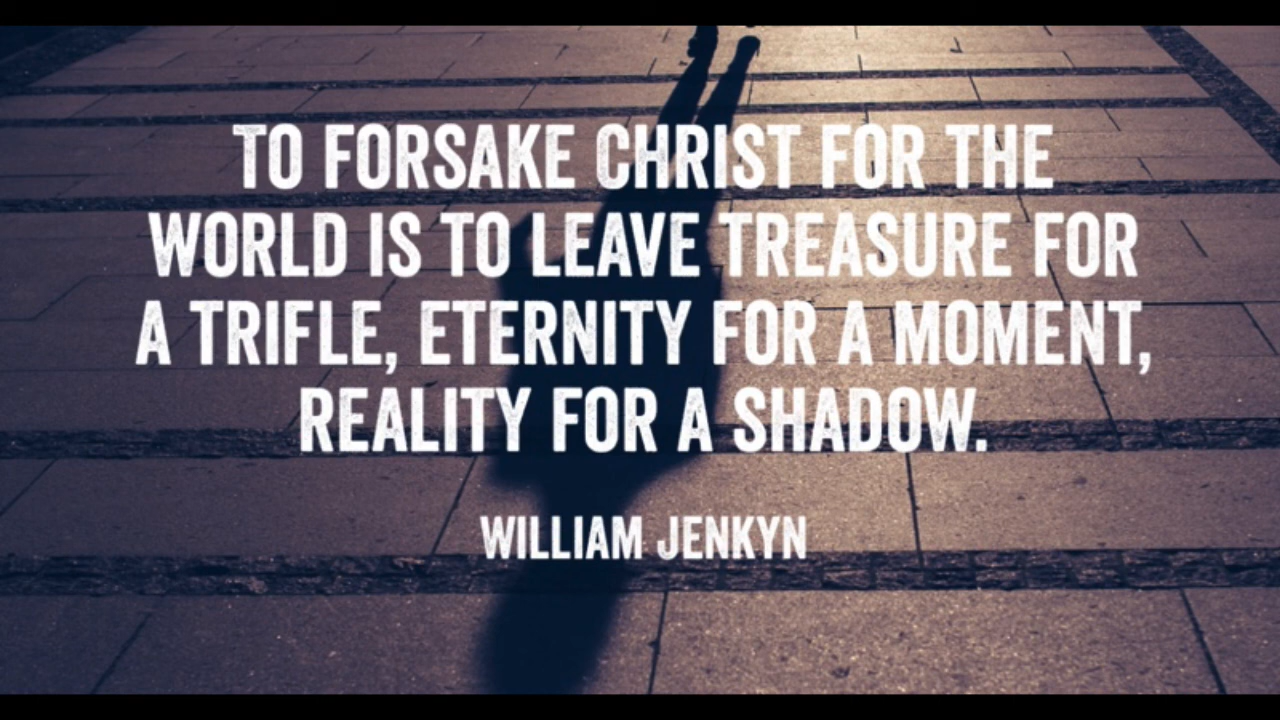 TO FORSAKE CHRIST FOR THE
WORLD IS TO LEAVE TREASURE FOR
A TRIFLE, ETERNITY FOR A MOMENT,
REALITY FOR A SHADOW.
WILLIAM JENKYN